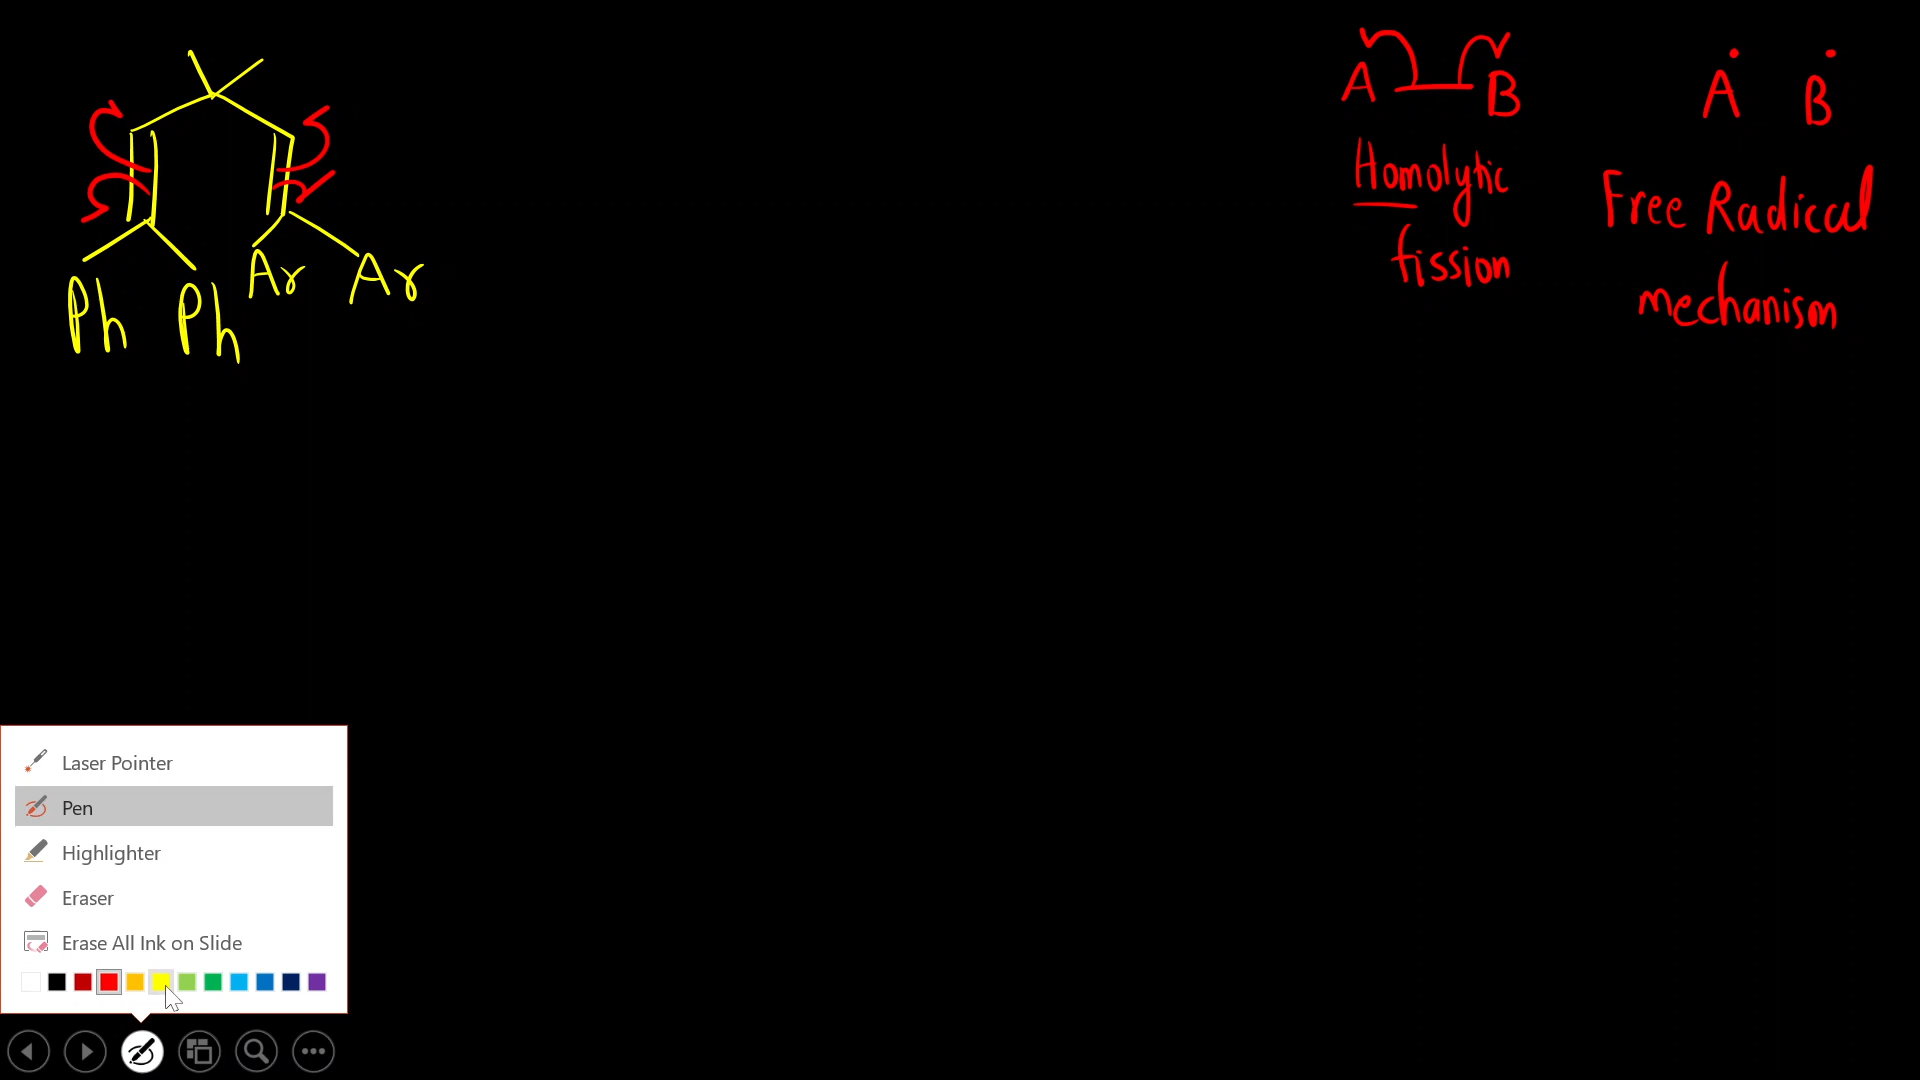 Ph Ph Ar Ar
A B
Homolytic
fission
A B
Free Radical
mechanism
Laser Pointer
Pen
Highlighter
Eraser
Erase All Ink on Slide